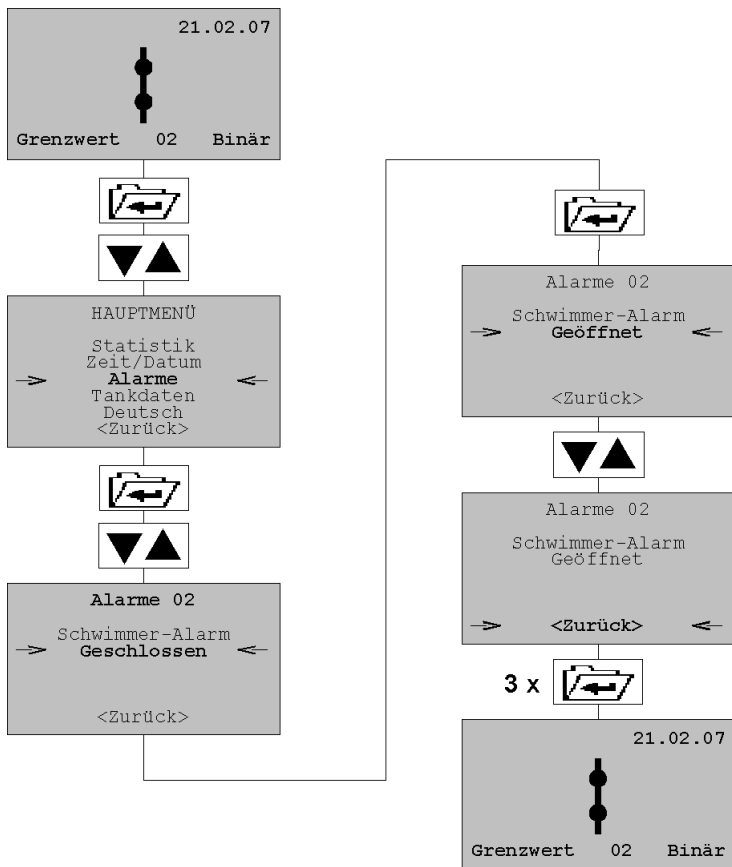 21.02.07
Grenzwert 02 Binär
HAUPTMENÜ
Statistik
Zeit/Datum
Alarme
Tankdaten
Deutsch
<Zurück>
Alarme 02
Schwimmer-Alarm
Geschlossen
<Zurück>
Alarme 02
Schwimmer-Alarm
Geöffnet
<Zurück>
Alarme 02
Schwimmer-Alarm
Geöffnet
<Zurück>
3 x
21.02.07
Grenzwert 02 Binär